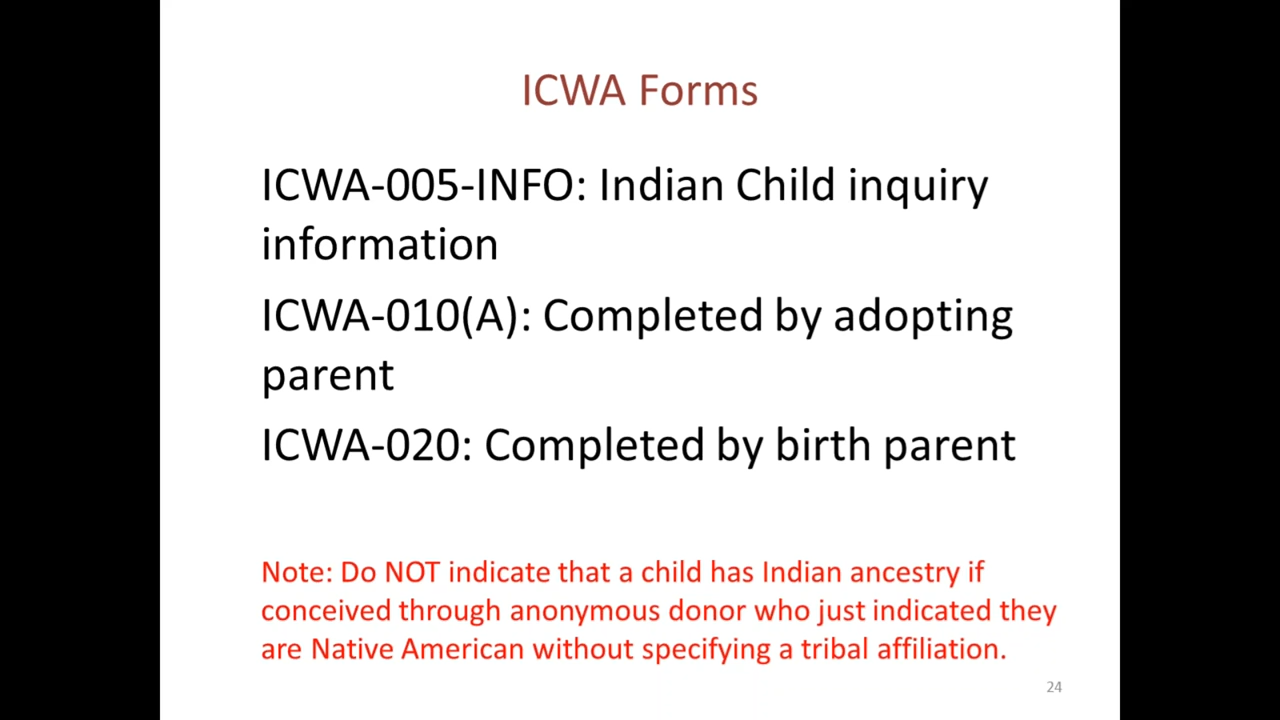 ICWA Forms
ICWA-005-INFO: Indian Child inquiry
information
ICWA-010(A): Completed by adopting
parent
ICWA-020: Completed by birth parent
Note: Do NOT indicate that a child has Indian ancestry if
conceived through anonymous donor who just indicated they
are Native American without specifying a tribal affiliation.
24